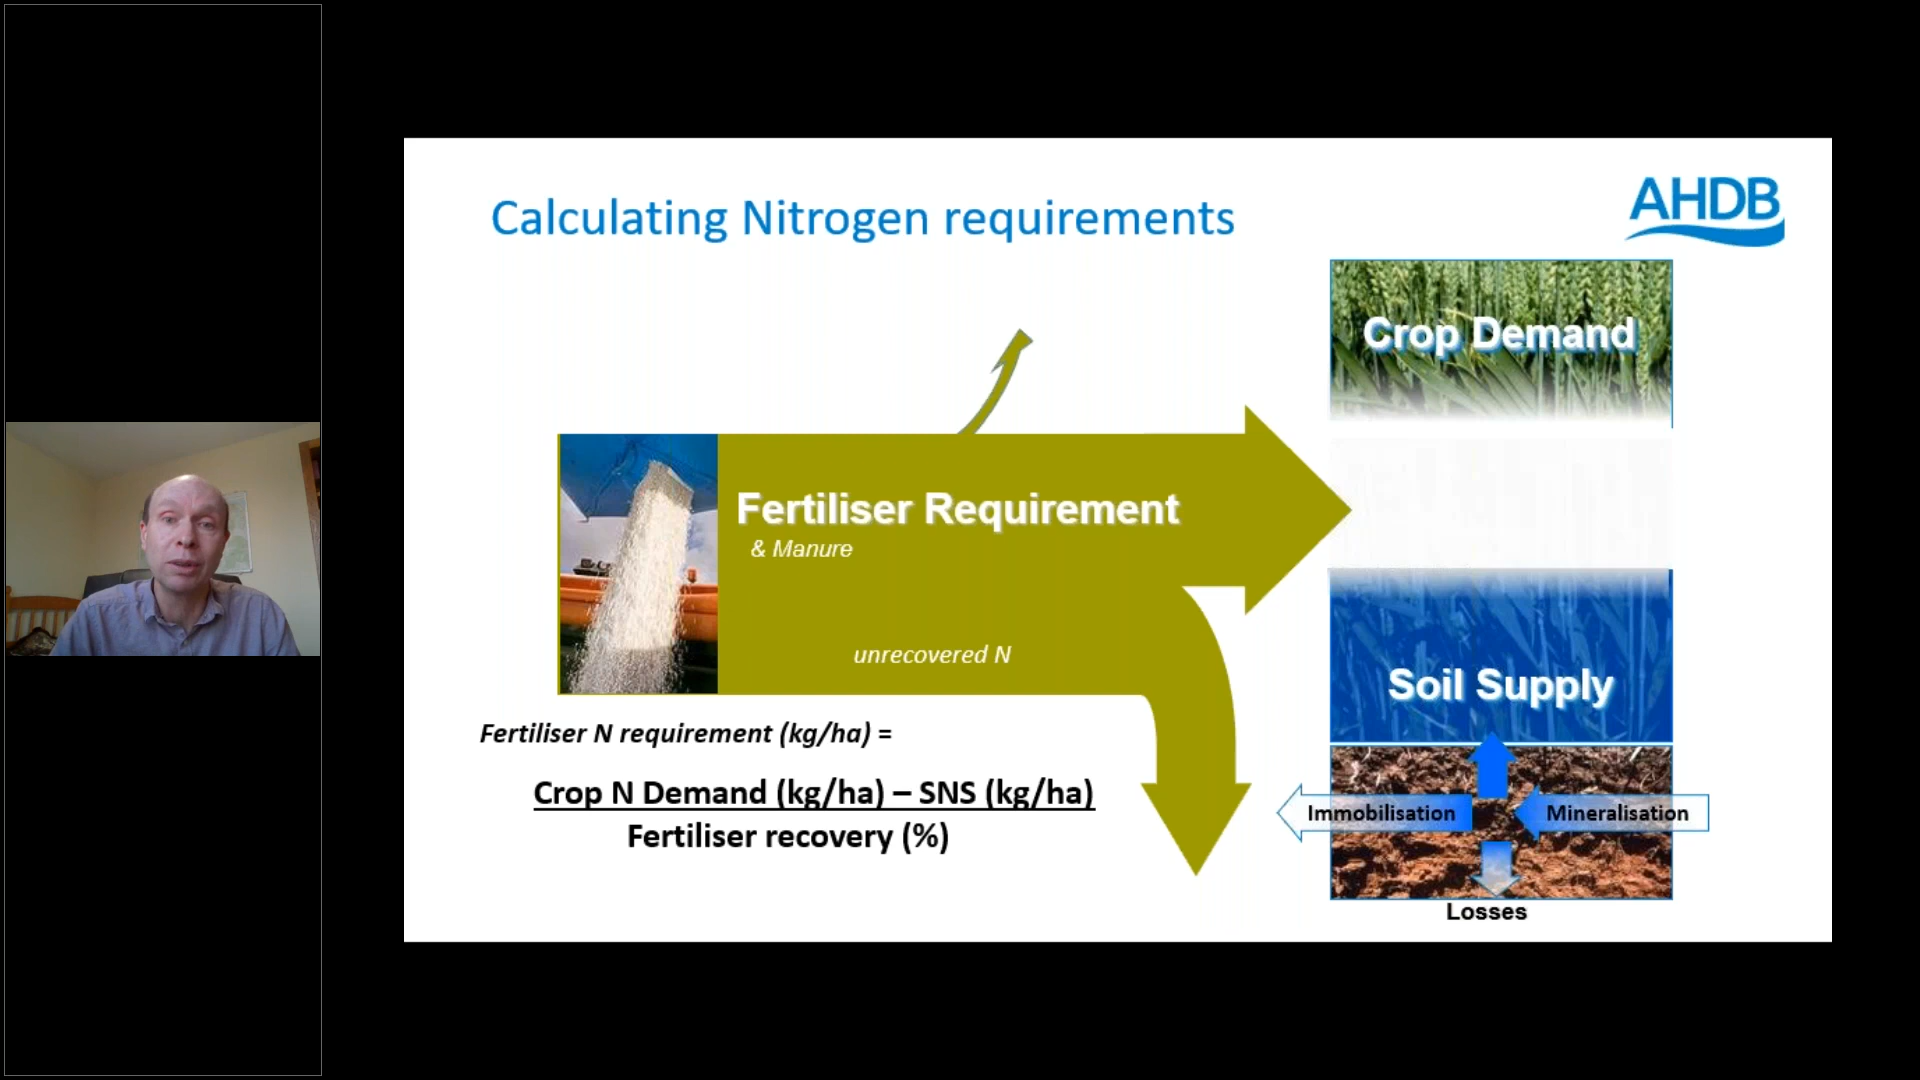 Calculating Nitrogen requirements
AHDB
Crop Demand
Fertiliser Requirement
& Manure
unrecovered N
Soil Supply
Fertiliser N requirement (kg/ha) =
Crop N Demand (kg/ha) – SNS (kg/ha)
Fertiliser recovery (%)
Immobilisation
Mineralisation
Losses